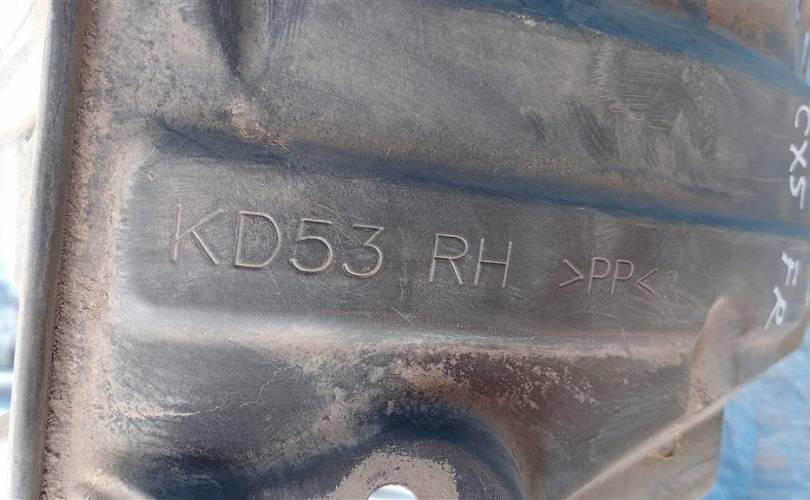 KD53 RH >PP<
CX5 FR